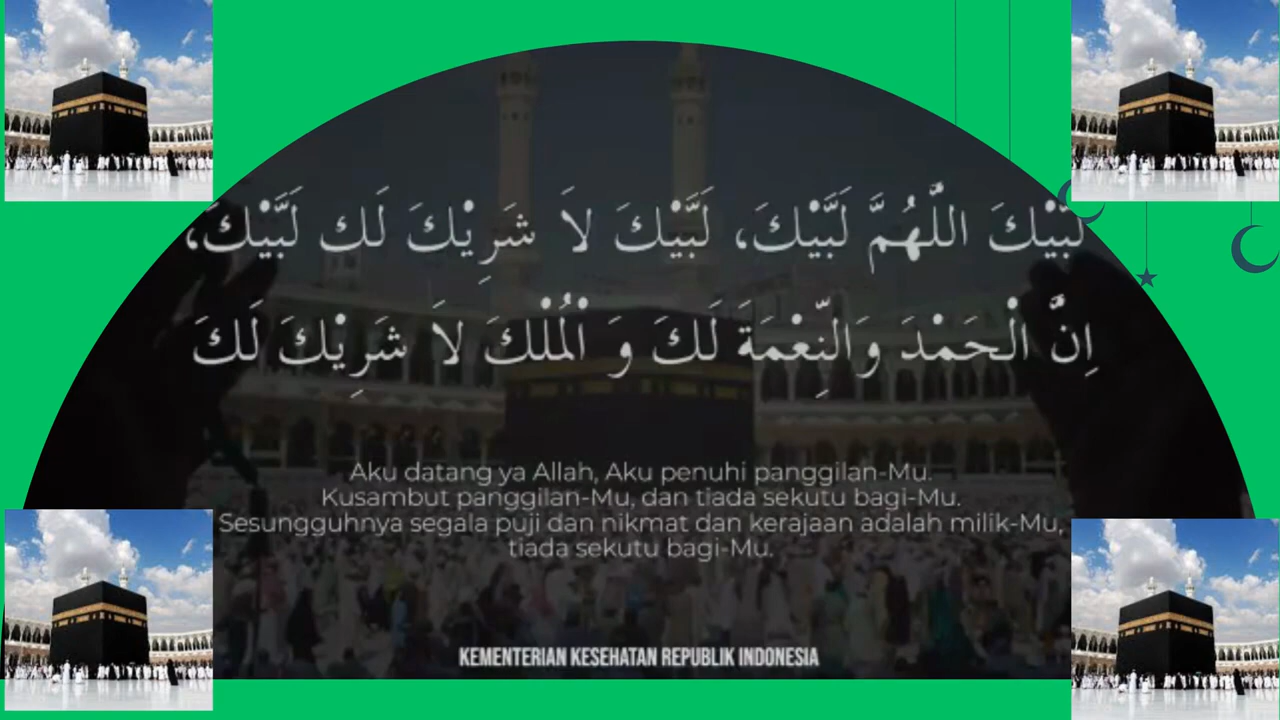 لَبَّيْكَ اللّٰهُمَّ لَبَّيْكَ، لَبَّيْكَ لاَ شَرِيْكَ لَك لَبَّيْكَ،
اِنَّ الْحَمْدَ وَالنِّعْمَةَ لَكَ وَ الْمُلْكَ لاَ شَرِيْكَ لَكَ
Aku datang ya Allah, Aku penuhi panggilan-Mu.
Kusambut panggilan-Mu, dan tiada sekutu bagi-Mu.
Sesungguhnya segala puji dan nikmat dan kerajaan adalah milik-Mu,
tiada sekutu bagi-Mu.
KEMENTERIAN KESEHATAN REPUBLIK INDONESIA